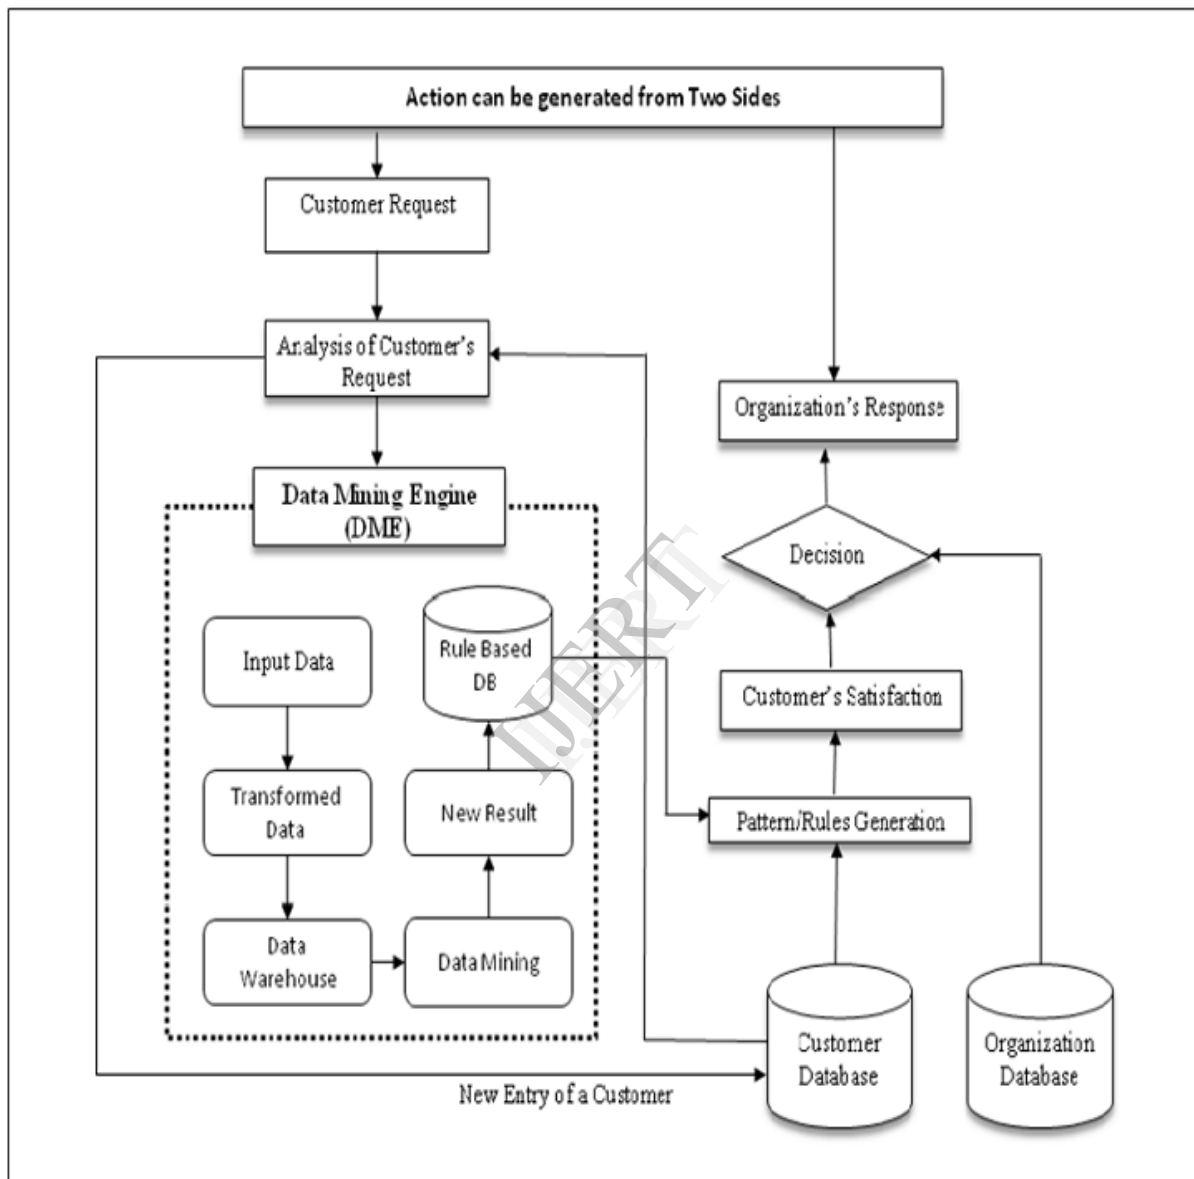 Action can be generated from Two Sides
Customer Request
Analysis of Customer's
Request
Organization's Response
Data Mining Engine
(DME)
Decision
Input Data
Rule Based
DB
IJERT
Customer's Satisfaction
Transformed
Data
New Result
Pattern/Rules Generation
Data
Warehouse
Data Mining
Customer
Database
Organization
Database
New Entry of a Customer